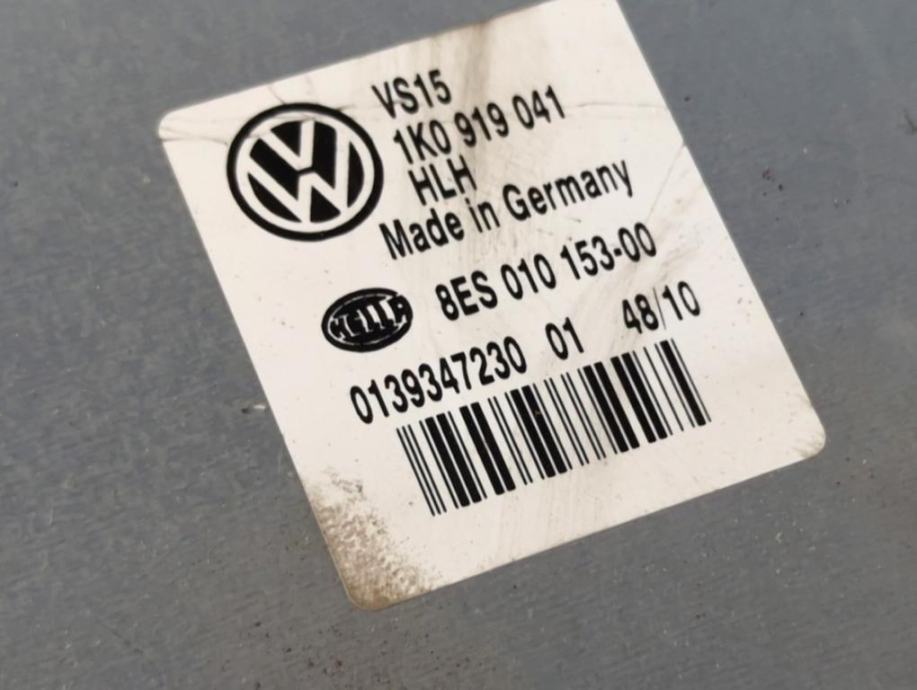 VS15
1K0 919 041
HLH
Made in Germany
HELLA 8ES 010 153-00
0139347230 01 48/10